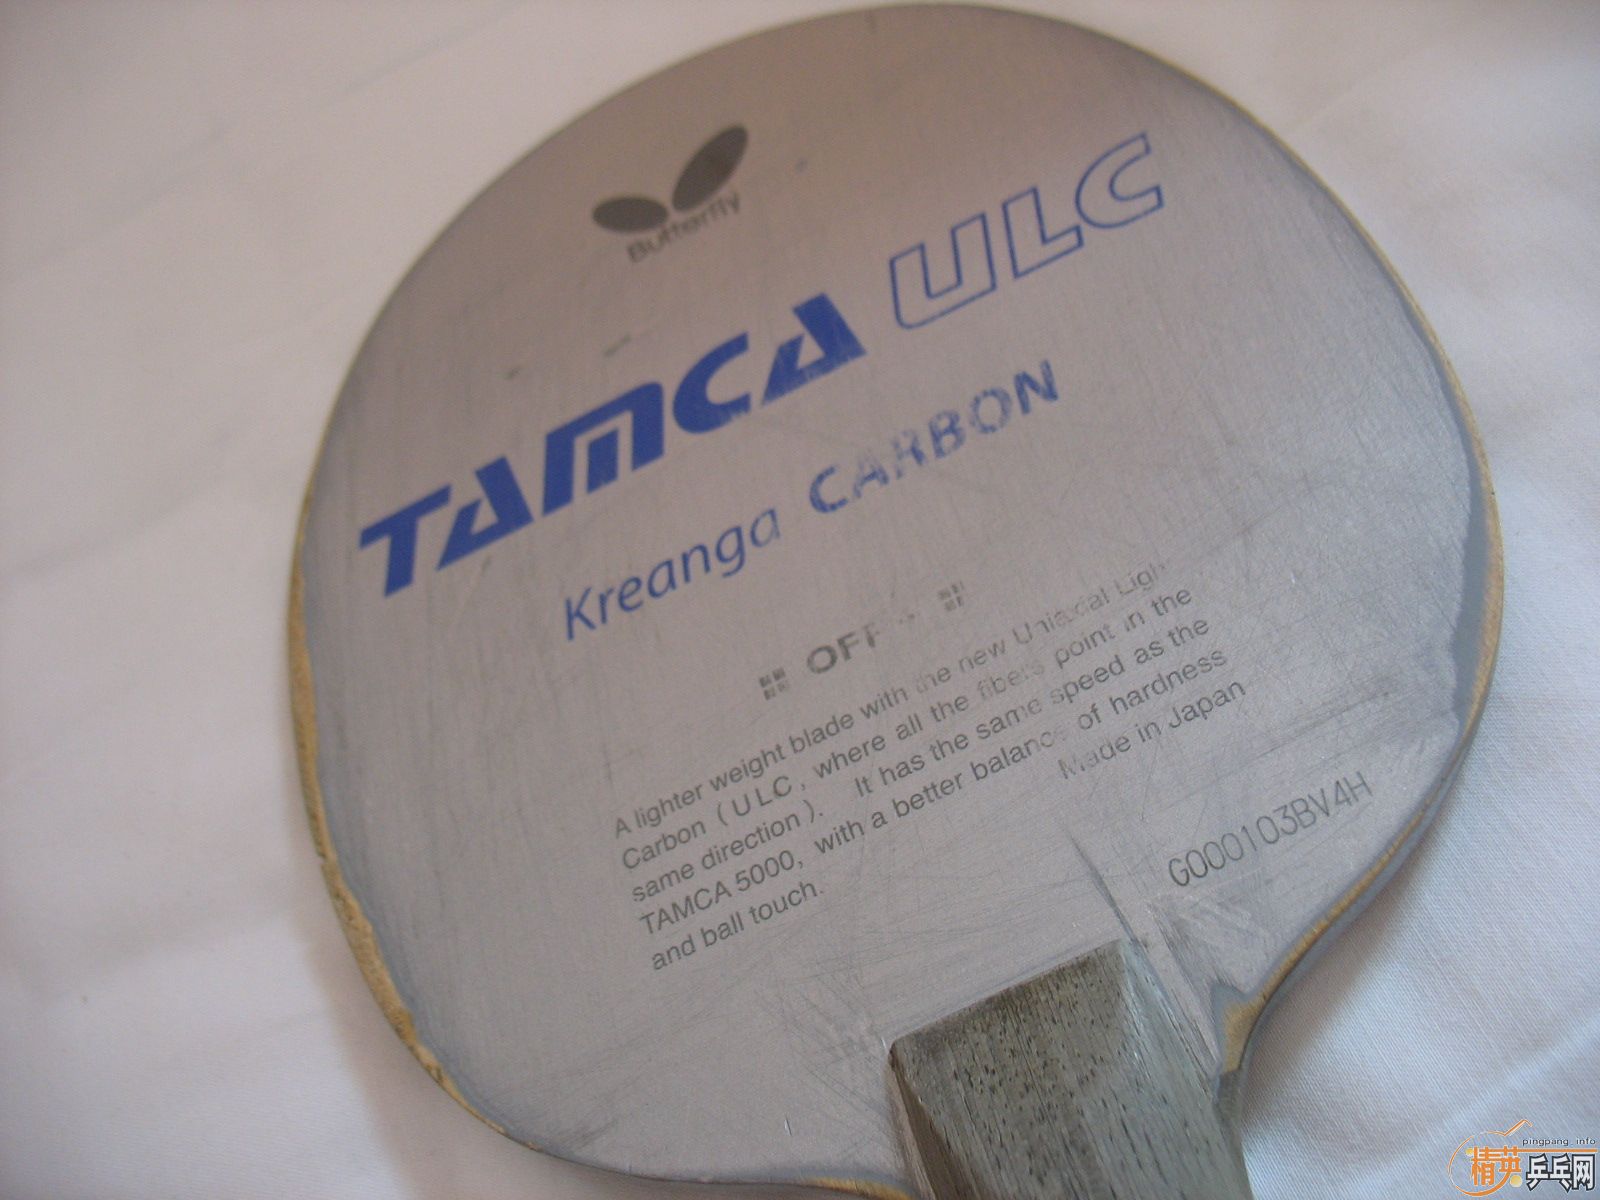 Butterfly
TAMCA ULC
Kreanga CARBON
OFF
A lighter weight blade with the new Uniaxial Light
Carbon (ULC, where all the fibers point in the
same direction). It has the same speed as the
TAMCA 5000, with a better balance of hardness
and ball touch. Made in Japan
G000103BV4H
pingpang.info
精英乒乓网